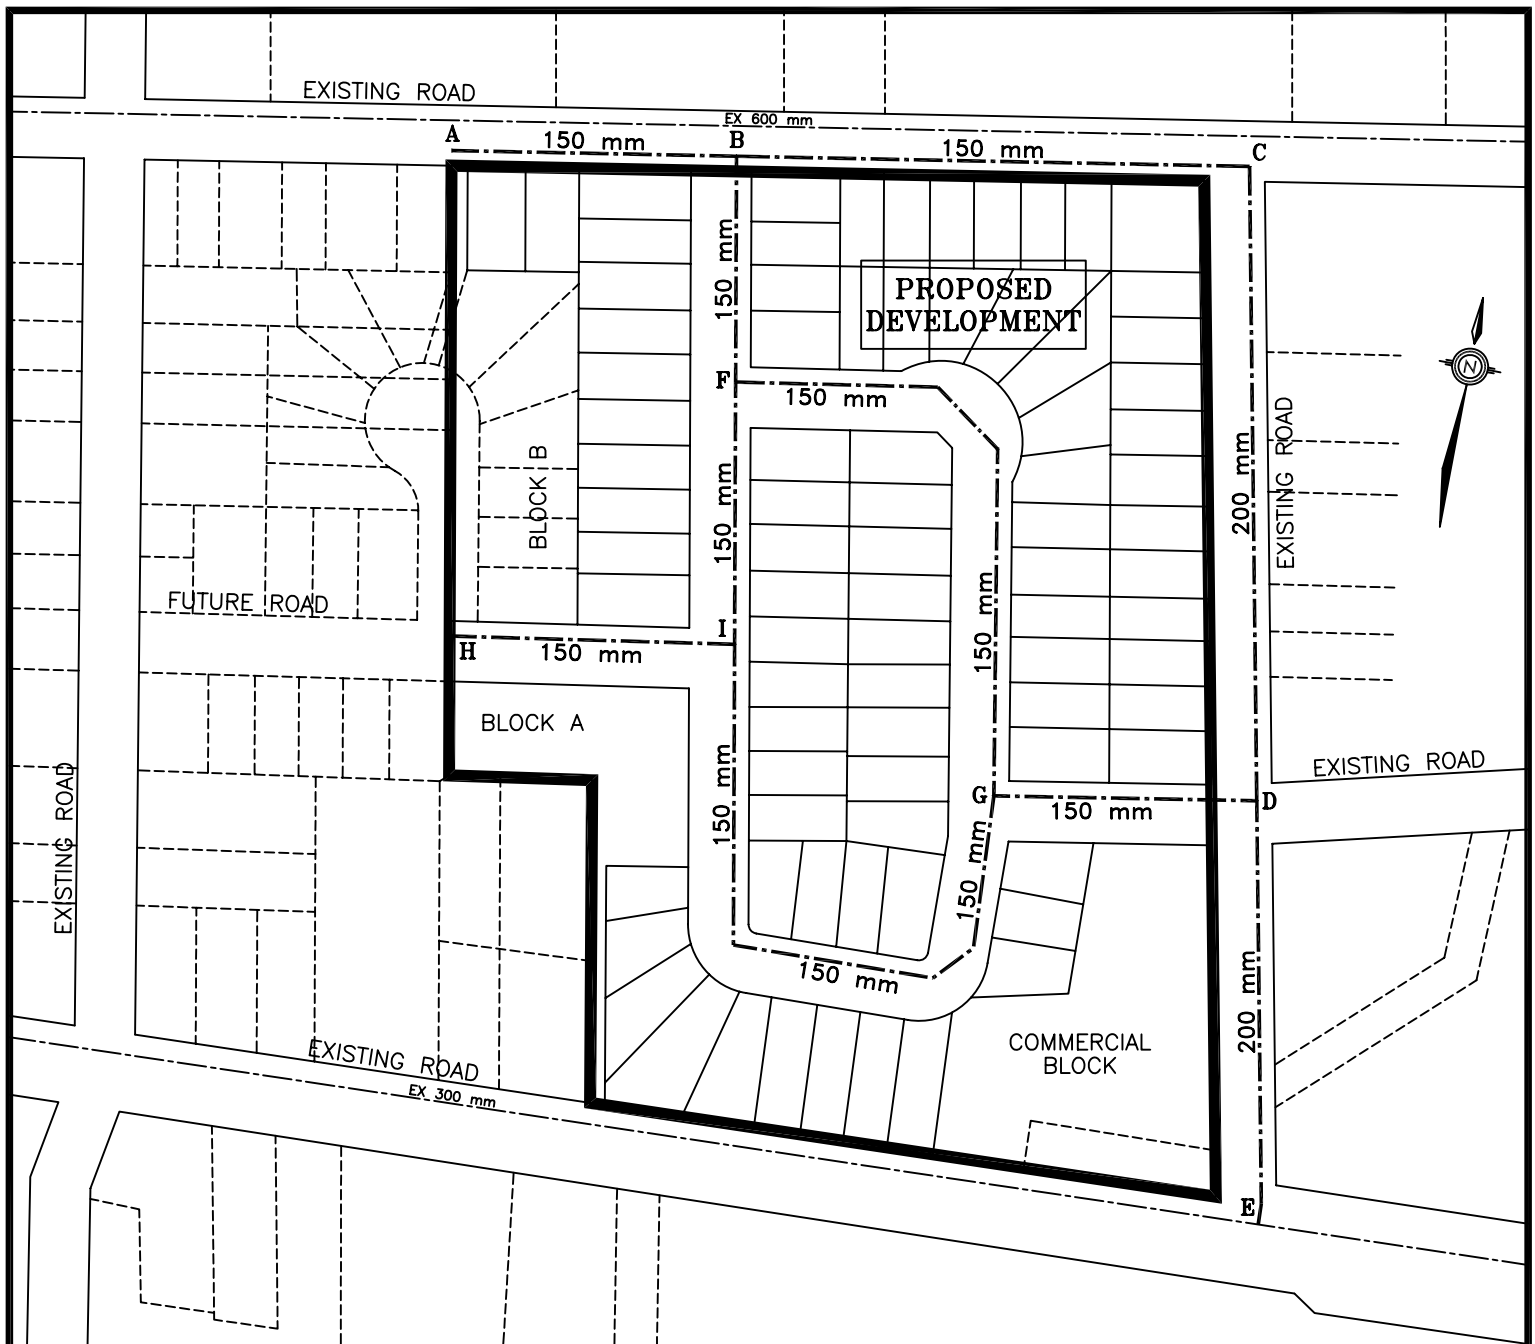 EXISTING ROAD
EX 600 mm
A
150 mm
B
150 mm
C
150 mm
PROPOSED
DEVELOPMENT
N
F
150 mm
EXISTING ROAD
200 mm
BLOCK B
150 mm
150 mm
FUTURE ROAD
I
H
150 mm
BLOCK A
150 mm
EXISTING ROAD
EXISTING ROAD
G
D
150 mm
150 mm
150 mm
200 mm
COMMERCIAL
BLOCK
EXISTING ROAD
EX 300 mm
E